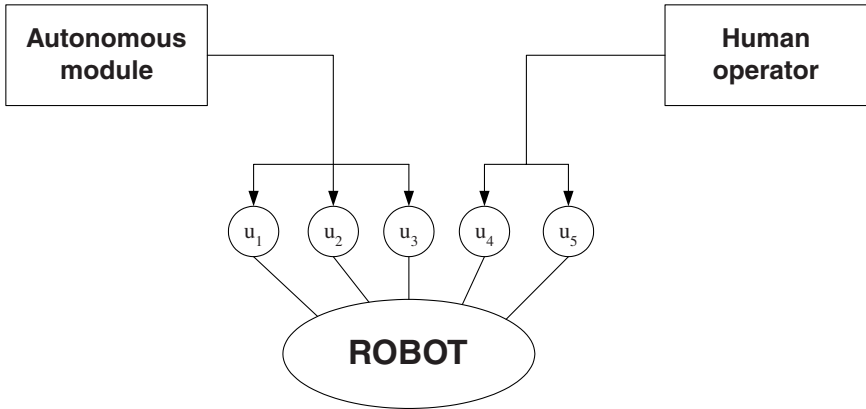 Autonomous
module
Human
operator
u₁ u₂ u₃ u₄ u₅
ROBOT